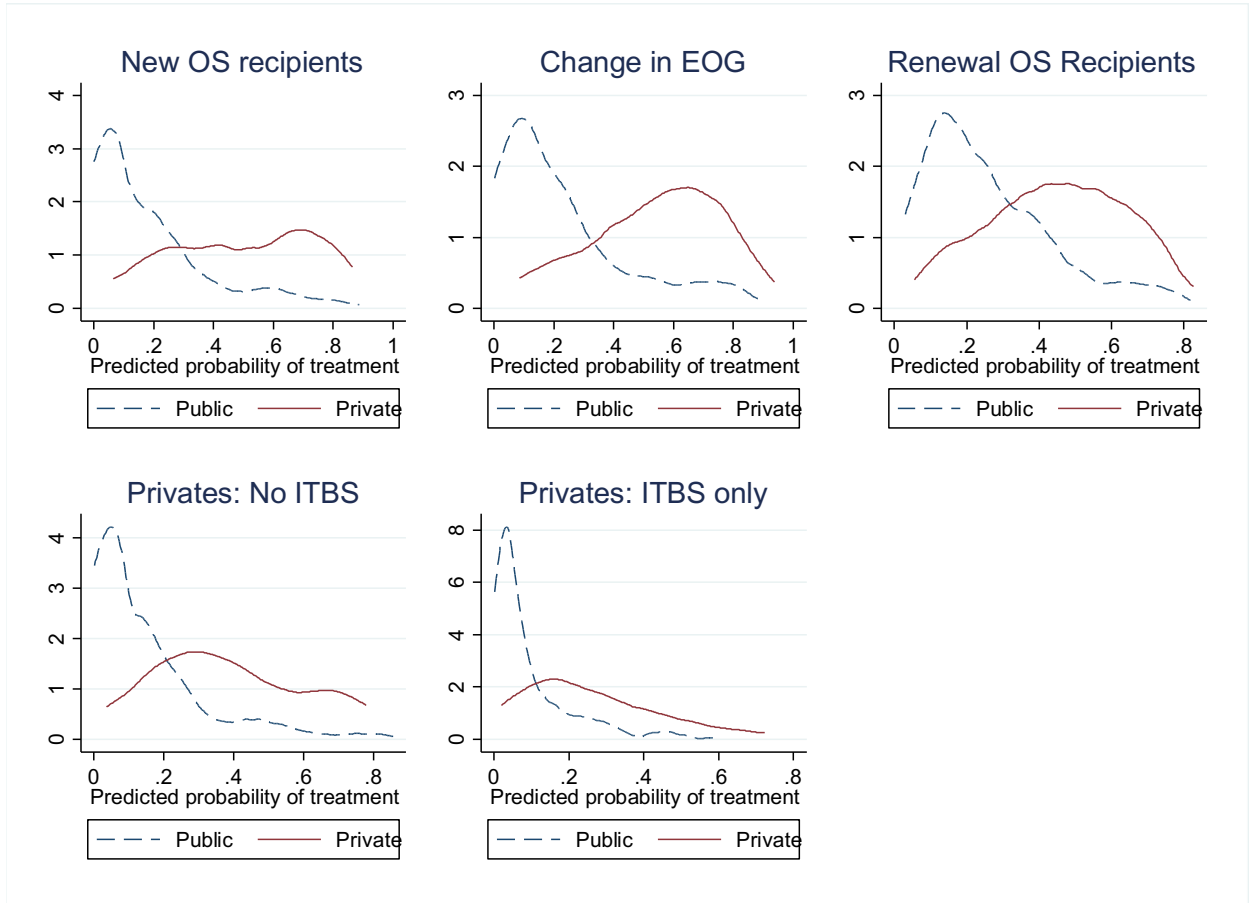 New OS recipients
4
3
2
1
0
0 .2 .4 .6 .8 1
Predicted probability of treatment
Public Private
Change in EOG
3
2
1
0
0 .2 .4 .6 .8 1
Predicted probability of treatment
Public Private
Renewal OS Recipients
3
2
1
0
0 .2 .4 .6 .8
Predicted probability of treatment
Public Private
Privates: No ITBS
4
3
2
1
0
0 .2 .4 .6 .8
Predicted probability of treatment
Public Private
Privates: ITBS only
8
6
4
2
0
0 .2 .4 .6 .8
Predicted probability of treatment
Public Private